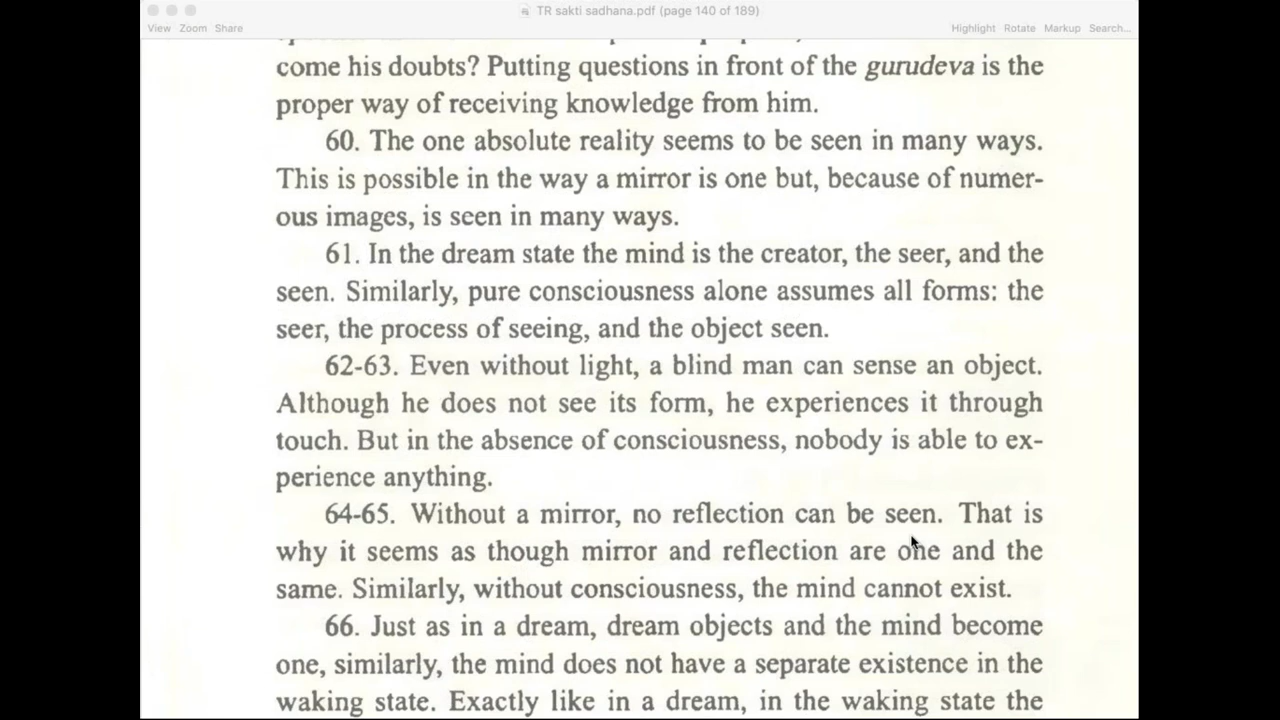 TR sakti sadhana.pdf (page 140 of 189)
View Zoom Share Highlight Rotate Markup Search...
come his doubts? Putting questions in front of the gurudeva is the
proper way of receiving knowledge from him.
60. The one absolute reality seems to be seen in many ways.
This is possible in the way a mirror is one but, because of numer-
ous images, is seen in many ways.
61. In the dream state the mind is the creator, the seer, and the
seen. Similarly, pure consciousness alone assumes all forms: the
seer, the process of seeing, and the object seen.
62-63. Even without light, a blind man can sense an object.
Although he does not see its form, he experiences it through
touch. But in the absence of consciousness, nobody is able to ex-
perience anything.
64-65. Without a mirror, no reflection can be seen. That is
why it seems as though mirror and reflection are one and the
same. Similarly, without consciousness, the mind cannot exist.
66. Just as in a dream, dream objects and the mind become
one, similarly, the mind does not have a separate existence in the
waking state. Exactly like in a dream, in the waking state the